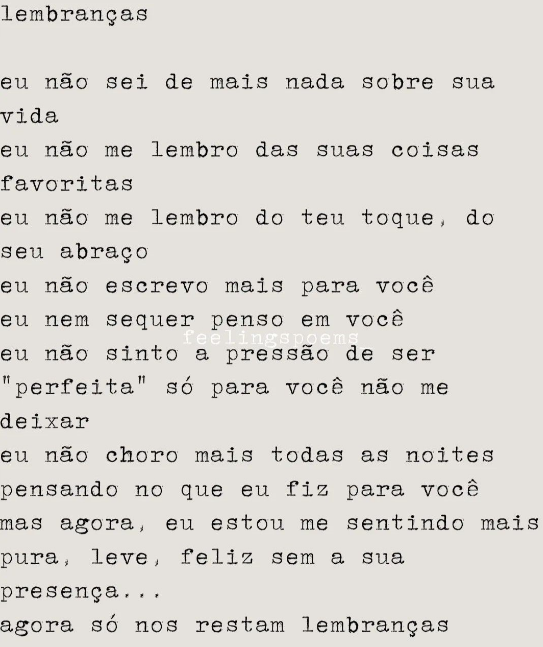 lembranças
eu não sei de mais nada sobre sua
vida
eu não me lembro das suas coisas
favoritas
eu não me lembro do teu toque, do
seu abraço
eu não escrevo mais para você
eu nem sequer penso em você
feelingspoems
eu não sinto a pressão de ser
"perfeita" só para você não me
deixar
eu não choro mais todas as noites
pensando no que eu fiz para você
mas agora, eu estou me sentindo mais
pura, leve, feliz sem a sua
presença...
agora só nos restam lembranças